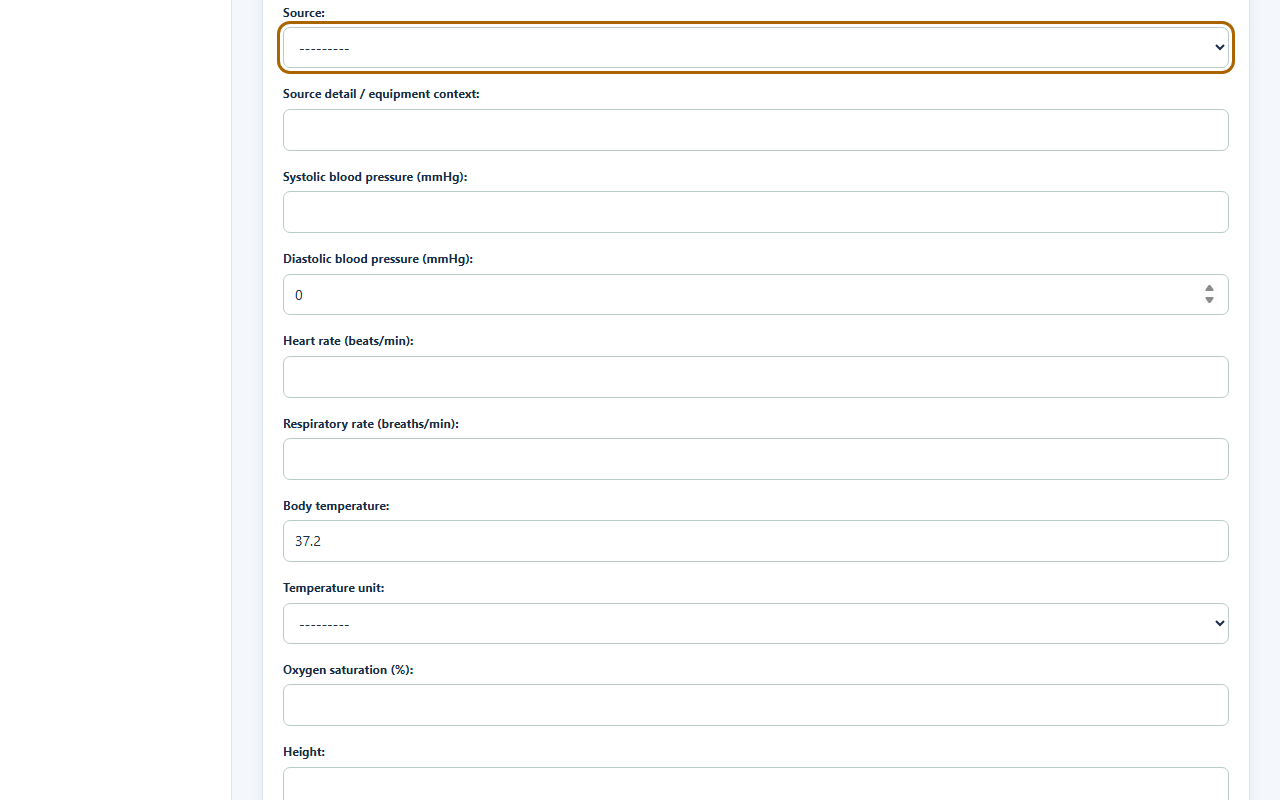 Source:
---------
Source detail / equipment context:
Systolic blood pressure (mmHg):
Diastolic blood pressure (mmHg):
0
Heart rate (beats/min):
Respiratory rate (breaths/min):
Body temperature:
37.2
Temperature unit:
---------
Oxygen saturation (%):
Height: